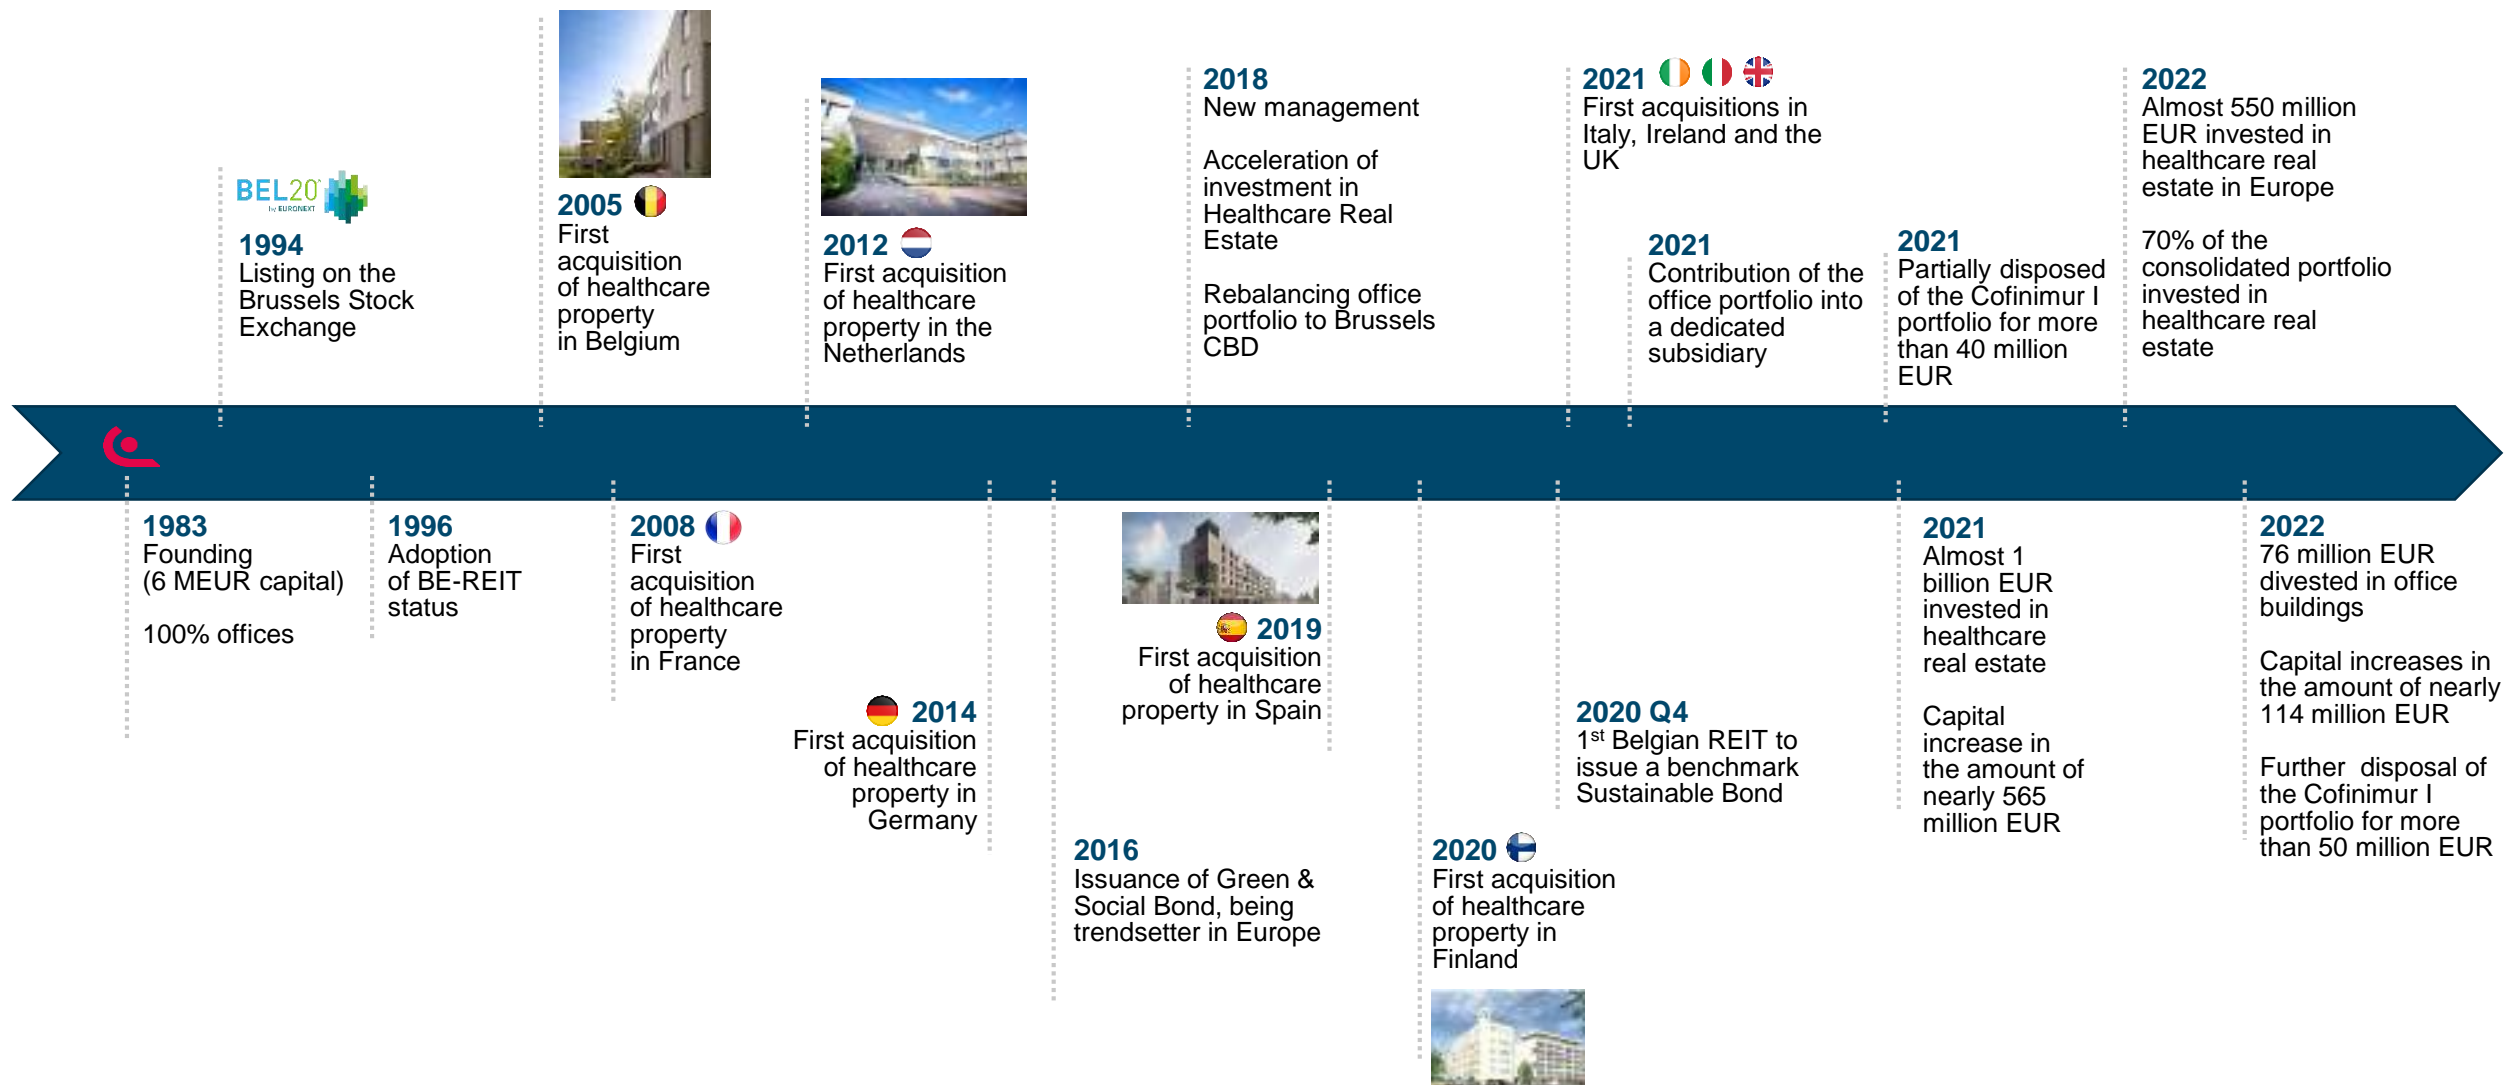 BEL20
by EURONEXT
1994
Listing on the
Brussels Stock
Exchange
2005
First
acquisition
of healthcare
property
in Belgium
2012
First acquisition
of healthcare
property in the
Netherlands
2018
New management
Acceleration of
investment in
Healthcare Real
Estate
Rebalancing office
portfolio to Brussels
CBD
2021
First acquisitions in
Italy, Ireland and the
UK
2021
Contribution of the
office portfolio into
a dedicated
subsidiary
2021
Partially disposed
of the Cofinimur I
portfolio for more
than 40 million
EUR
2022
Almost 550 million
EUR invested in
healthcare real
estate in Europe
70% of the
consolidated portfolio
invested in
healthcare real
estate
1983
Founding
(6 MEUR capital)
100% offices
1996
Adoption
of BE-REIT
status
2008
First
acquisition
of healthcare
property
in France
2014
First acquisition
of healthcare
property in
Germany
2016
Issuance of Green &
Social Bond, being
trendsetter in Europe
2019
First acquisition
of healthcare
property in Spain
2020
First acquisition
of healthcare
property in
Finland
2020 Q4
1st Belgian REIT to
issue a benchmark
Sustainable Bond
2021
Almost 1
billion EUR
invested in
healthcare
real estate
Capital
increase in
the amount of
nearly 565
million EUR
2022
76 million EUR
divested in office
buildings
Capital increases in
the amount of nearly
114 million EUR
Further  disposal of
the Cofinimur I
portfolio for more
than 50 million EUR